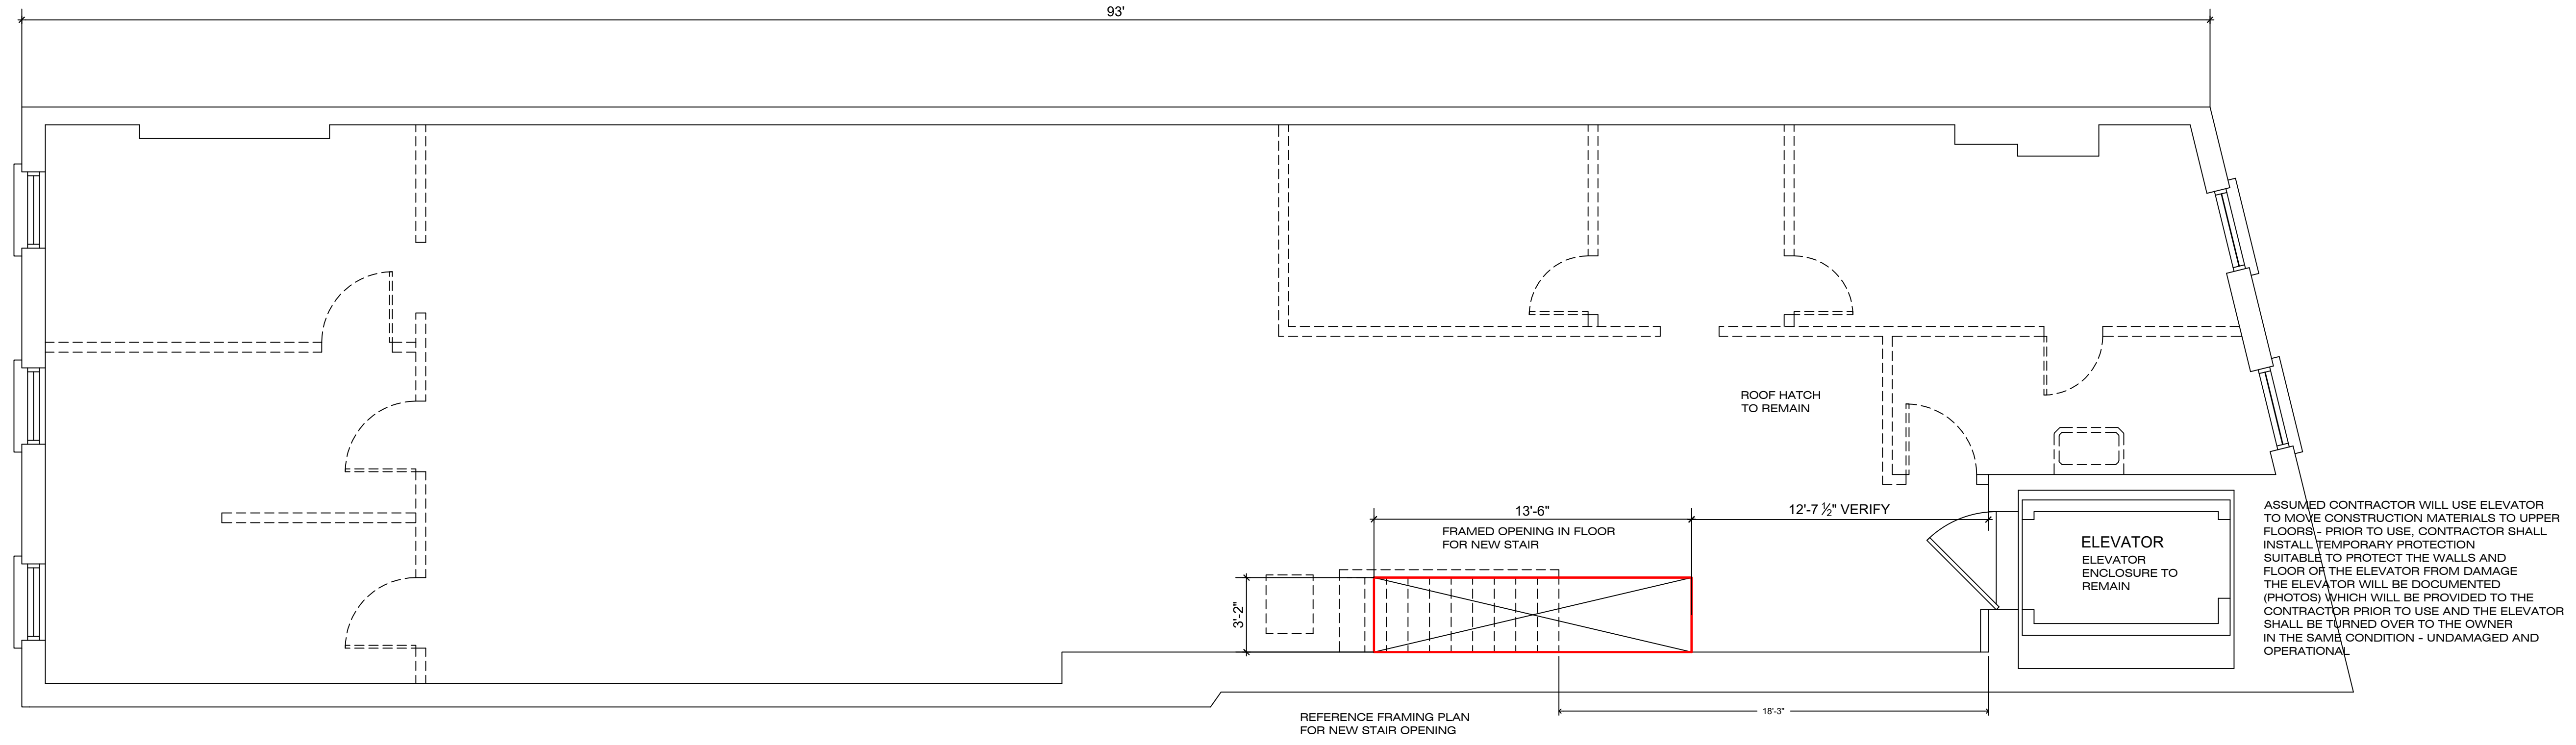 93'
ROOF HATCH
TO REMAIN
13'-6"
12'-7 ½" VERIFY
FRAMED OPENING IN FLOOR
FOR NEW STAIR
3'-2"
ELEVATOR
ELEVATOR
ENCLOSURE TO
REMAIN
ASSUMED CONTRACTOR WILL USE ELEVATOR
TO MOVE CONSTRUCTION MATERIALS TO UPPER
FLOORS - PRIOR TO USE, CONTRACTOR SHALL
INSTALL TEMPORARY PROTECTION
SUITABLE TO PROTECT THE WALLS AND
FLOOR OF THE ELEVATOR FROM DAMAGE
THE ELEVATOR WILL BE DOCUMENTED
(PHOTOS) WHICH WILL BE PROVIDED TO THE
CONTRACTOR PRIOR TO USE AND THE ELEVATOR
SHALL BE TURNED OVER TO THE OWNER
IN THE SAME CONDITION - UNDAMAGED AND
OPERATIONAL
18'-3"
REFERENCE FRAMING PLAN
FOR NEW STAIR OPENING